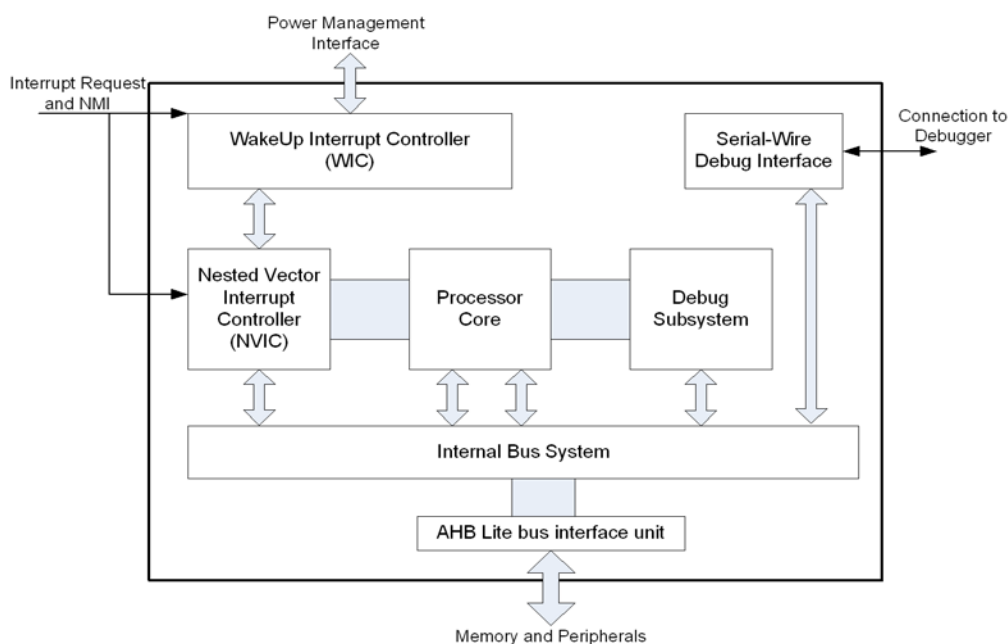 Power Management
Interface
Interrupt Request
and NMI
WakeUp Interrupt Controller
(WIC)
Serial-Wire
Debug Interface
Connection to
Debugger
Nested Vector
Interrupt
Controller
(NVIC)
Processor
Core
Debug
Subsystem
Internal Bus System
AHB Lite bus interface unit
Memory and Peripherals